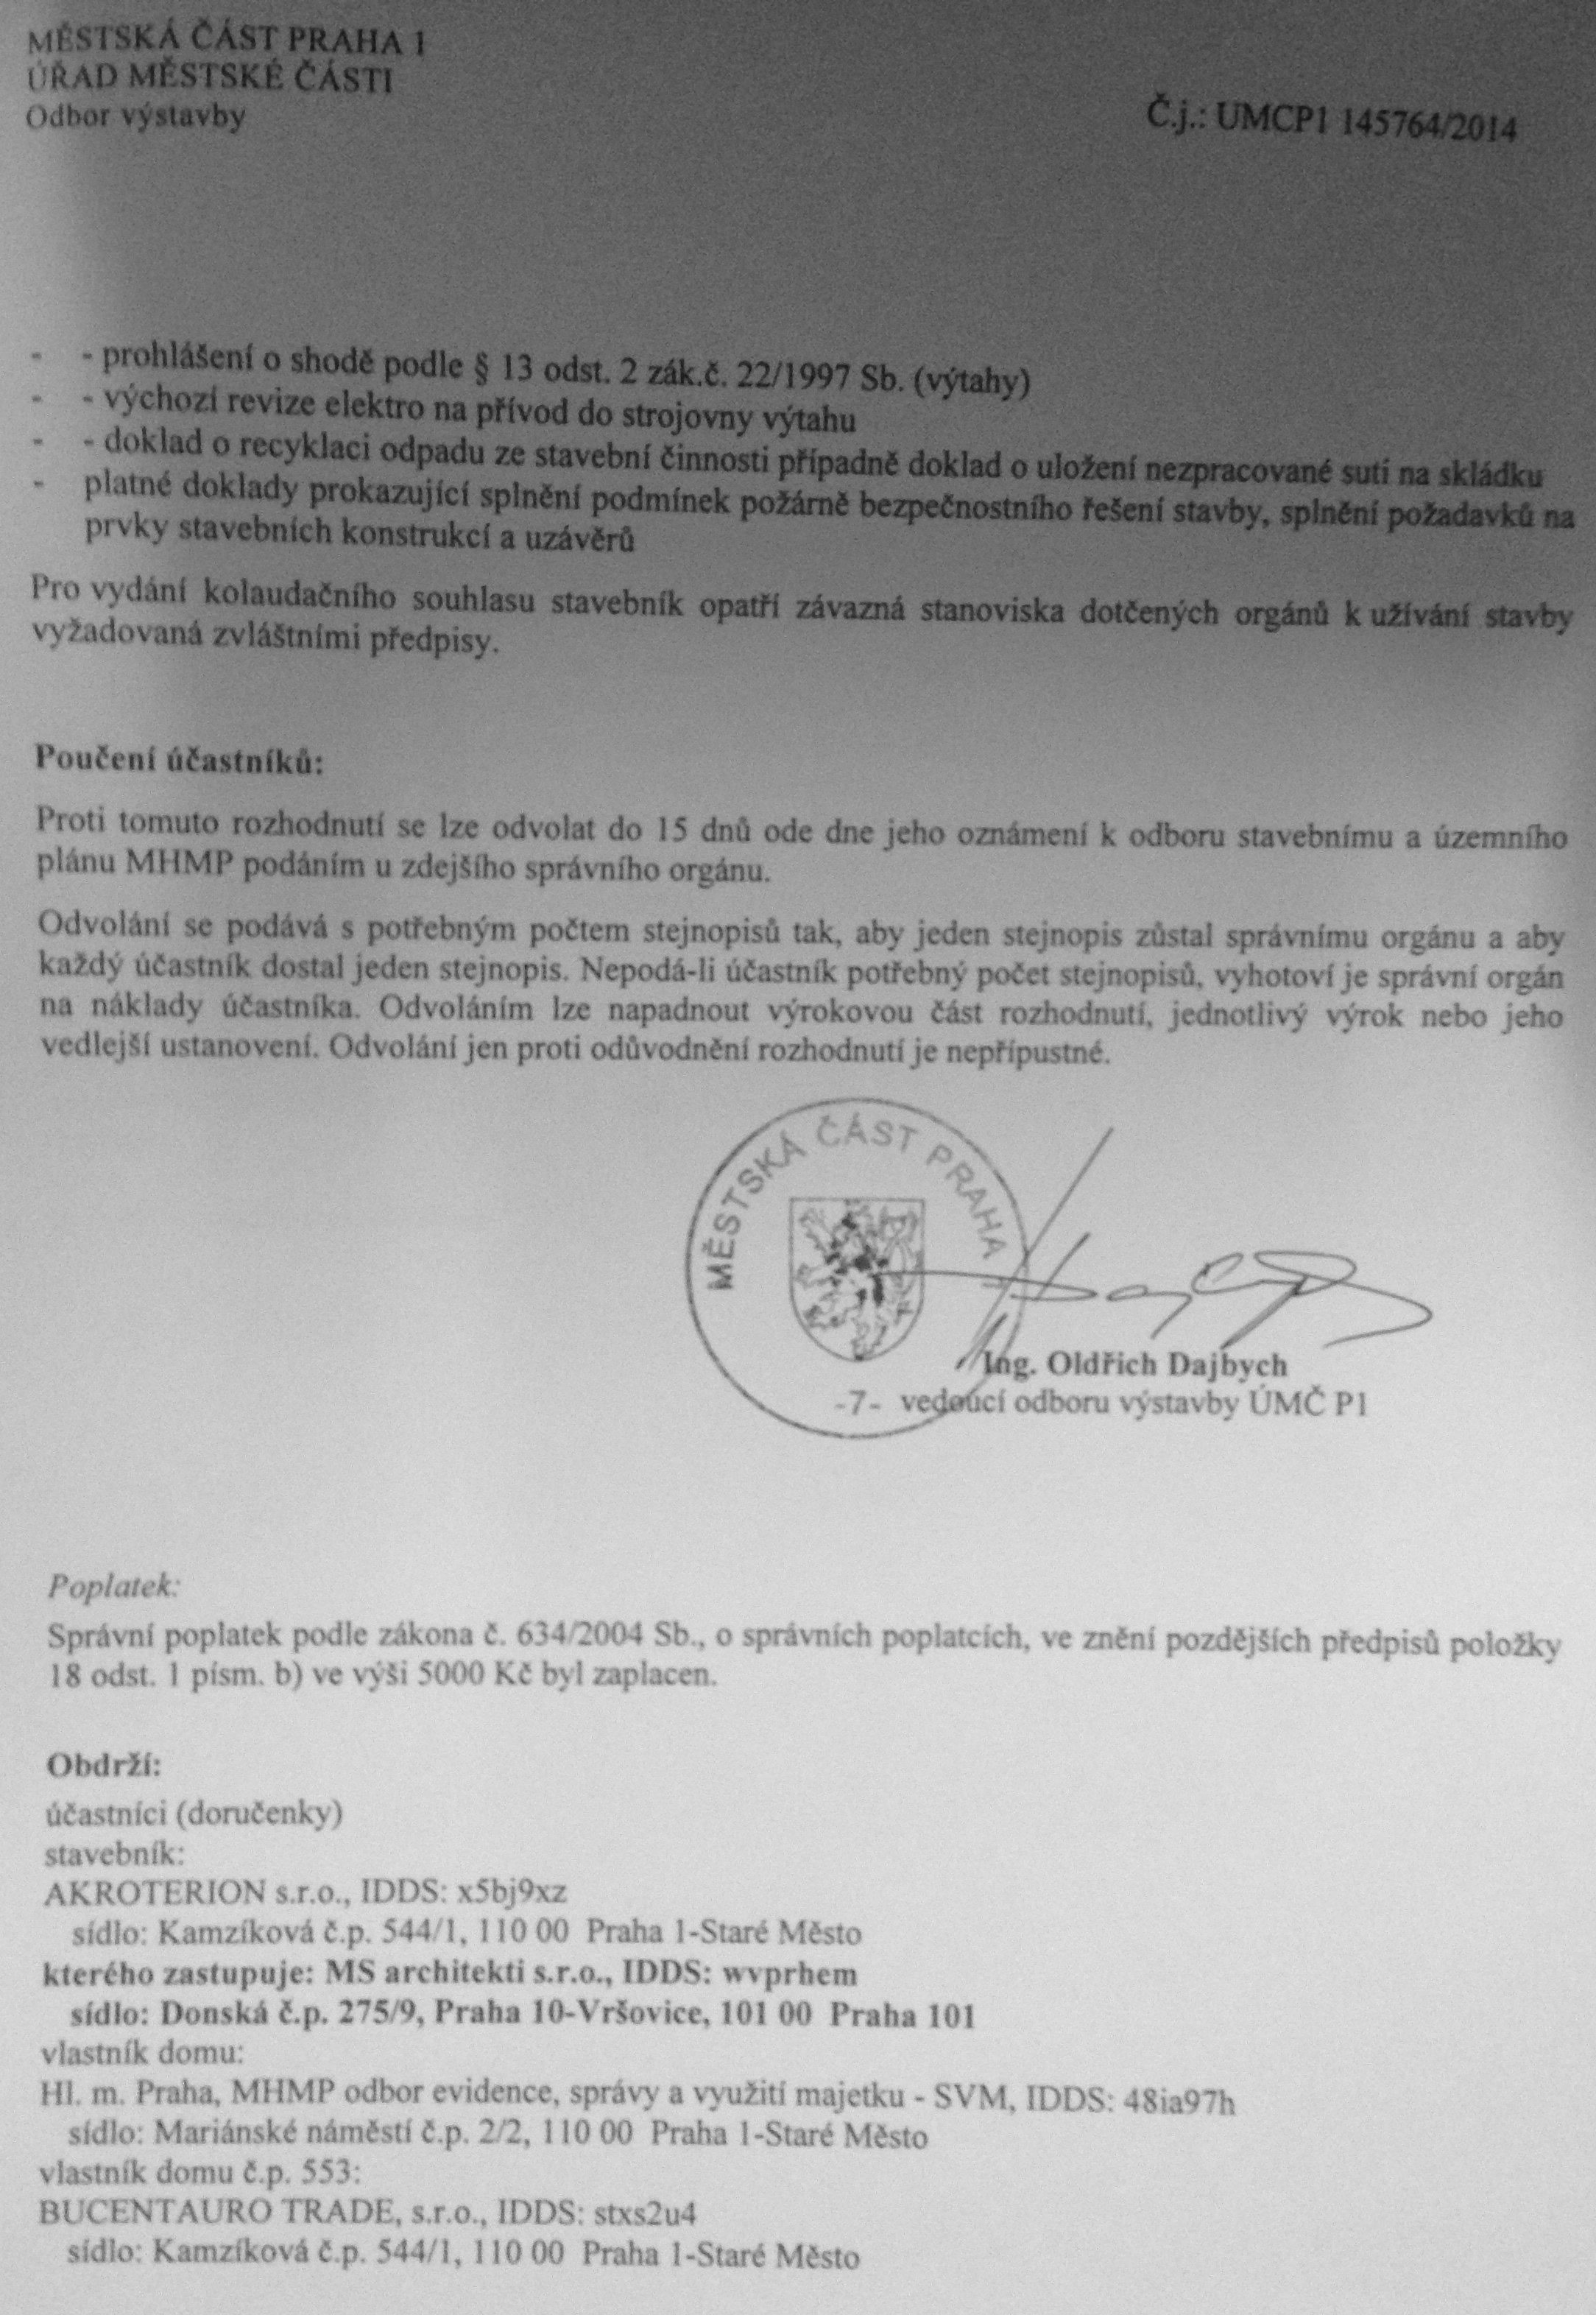 MĚSTSKÁ ČÁST PRAHA 1
ÚŘAD MĚSTSKÉ ČÁSTI
Odbor výstavby
Č.j.: UMCP1 145764/2014
- - prohlášení o shodě podle § 13 odst. 2 zák.č. 22/1997 Sb. (výtahy)
- - výchozí revize elektro na přívod do strojovny výtahu
- - doklad o recyklaci odpadu ze stavební činnosti případně doklad o uložení nezpracované suti na skládku
- platné doklady prokazující splnění podmínek požárně bezpečnostního řešení stavby, splnění požadavků na
prvky stavebních konstrukcí a uzávěrů
Pro vydání kolaudačního souhlasu stavebník opatří závazná stanoviska dotčených orgánů k užívání stavby
vyžadovaná zvláštními předpisy.
Poučení účastníků:
Proti tomuto rozhodnutí se lze odvolat do 15 dnů ode dne jeho oznámení k odboru stavebnímu a územního
plánu MHMP podáním u zdejšího správního orgánu.
Odvolání se podává s potřebným počtem stejnopisů tak, aby jeden stejnopis zůstal správnímu orgánu a aby
každý účastník dostal jeden stejnopis. Nepodá-li účastník potřebný počet stejnopisů, vyhotoví je správní orgán
na náklady účastníka. Odvoláním lze napadnout výrokovou část rozhodnutí, jednotlivý výrok nebo jeho
vedlejší ustanovení. Odvolání jen proti odůvodnění rozhodnutí je nepřípustné.
MĚSTSKÁ ČÁST PRAHA 1
Ing. Oldřich Dajbych
-7- vedoucí odboru výstavby ÚMČ P1
Poplatek:
Správní poplatek podle zákona č. 634/2004 Sb., o správních poplatcích, ve znění pozdějších předpisů položky
18 odst. 1 písm. b) ve výši 5000 Kč byl zaplacen.
Obdrží:
účastníci (doručenky)
stavebník:
AKROTERION s.r.o., IDDS: x5bj9xz
sídlo: Kamzíková č.p. 544/1, 110 00 Praha 1-Staré Město
kterého zastupuje: MS architekti s.r.o., IDDS: wvprhem
sídlo: Donská č.p. 275/9, Praha 10-Vršovice, 101 00 Praha 101
vlastník domu:
Hl. m. Praha, MHMP odbor evidence, správy a využití majetku - SVM, IDDS: 48ia97h
sídlo: Mariánské náměstí č.p. 2/2, 110 00 Praha 1-Staré Město
vlastník domu č.p. 553:
BUCENTAURO TRADE, s.r.o., IDDS: stxs2u4
sídlo: Kamzíková č.p. 544/1, 110 00 Praha 1-Staré Město